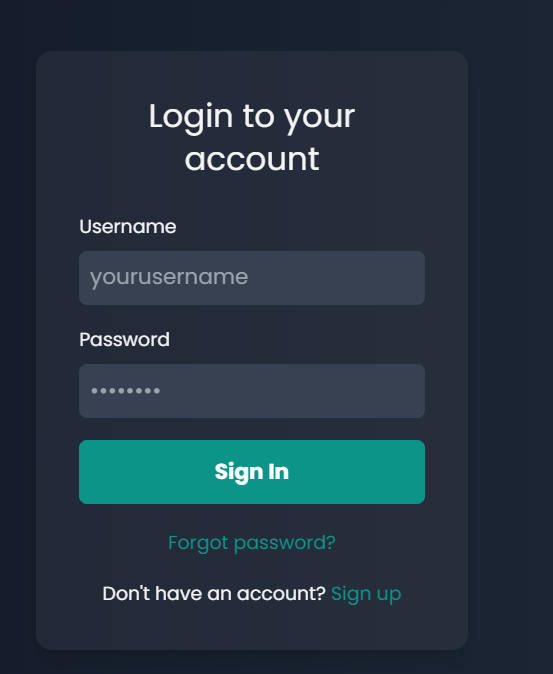 Login to your
account
Username
yourusername
Password
••••••••
Sign In
Forgot password?
Don't have an account? Sign up